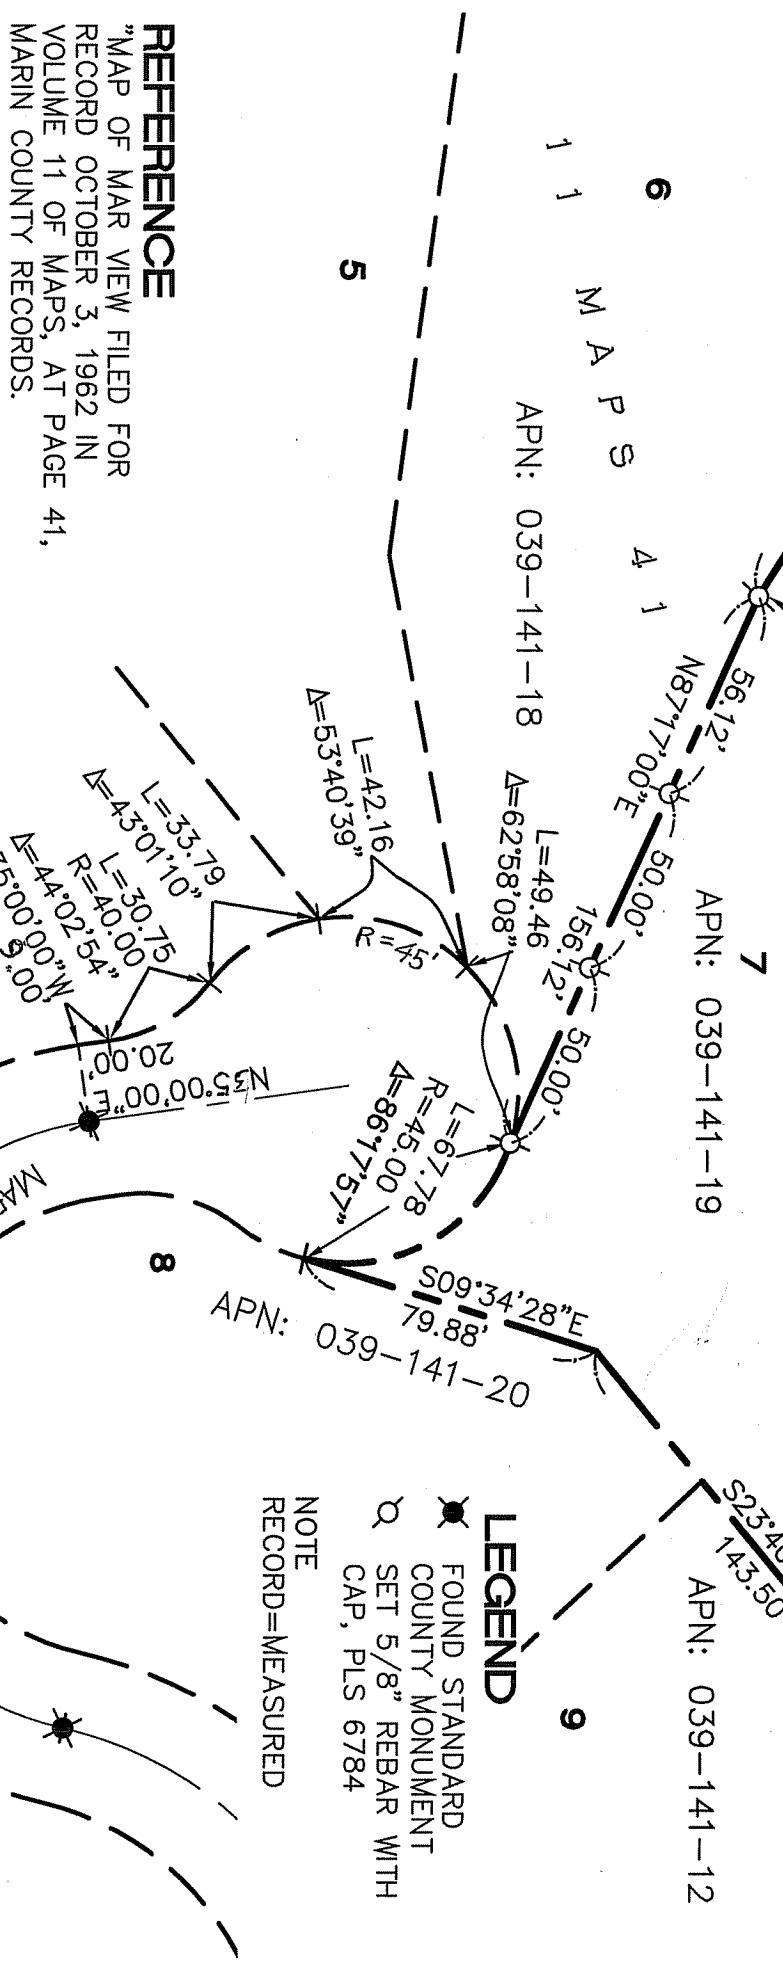 REFERENCE
"MAP OF MAR VIEW FILED FOR
RECORD OCTOBER 3, 1962 IN
VOLUME 11 OF MAPS, AT PAGE 41,
MARIN COUNTY RECORDS.
6
11 MAPS 41
5
APN: 039-141-18
56.12'
N87°17'00"E
50.00'
156.12'
50.00'
7
APN: 039-141-19
L=49.46
Δ=62°58'08"
L=42.16
Δ=53°40'39"
L=33.79
Δ=43°01'10"
L=30.75
R=40.00
Δ=44°02'54"
R=45'
20.00'
N35°00'00"E
L=67.78
R=45.00
Δ=86°17'57"
8
APN: 039-141-20
S09°34'28"E
79.88'
143.50
9
APN: 039-141-12
LEGEND
FOUND STANDARD
COUNTY MONUMENT
SET 5/8" REBAR WITH
CAP, PLS 6784
NOTE
RECORD=MEASURED